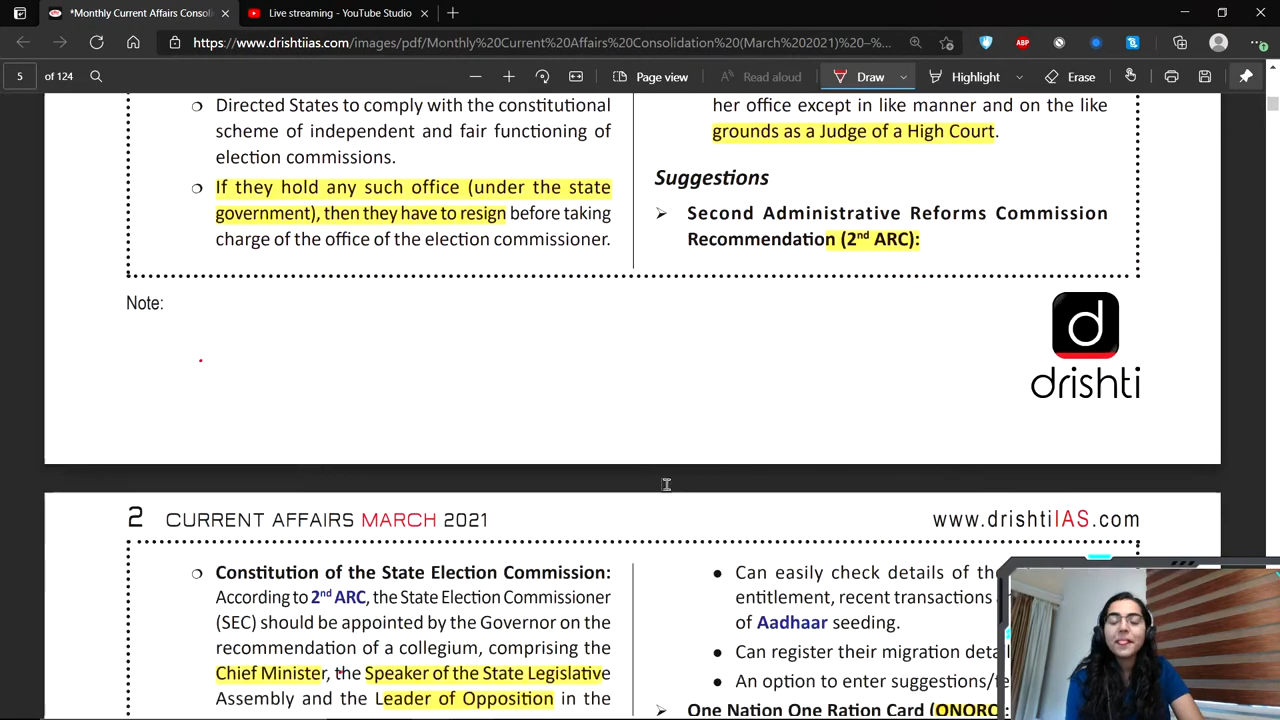 *Monthly Current Affairs Consoli
Live streaming - YouTube Studio
https://www.drishtiias.com/images/pdf/Monthly%20Current%20Affairs%20Consolidation%20(March%202021)%20–%...
ABP
5 of 124
Page view
Read aloud
Draw
Highlight
Erase
Directed States to comply with the constitutional
scheme of independent and fair functioning of
election commissions.
If they hold any such office (under the state
government), then they have to resign before taking
charge of the office of the election commissioner.
her office except in like manner and on the like
grounds as a Judge of a High Court.
Suggestions
Second Administrative Reforms Commission
Recommendation (2nd ARC):
Note:
d
drishti
2 CURRENT AFFAIRS MARCH 2021
www.drishtiIAS.com
Constitution of the State Election Commission:
According to 2nd ARC, the State Election Commissioner
(SEC) should be appointed by the Governor on the
recommendation of a collegium, comprising the
Chief Minister, the Speaker of the State Legislative
Assembly and the Leader of Opposition in the
Can easily check details of the
entitlement, recent transactions
of Aadhaar seeding.
Can register their migration detai
An option to enter suggestions/fe
One Nation One Ration Card (ONORC):